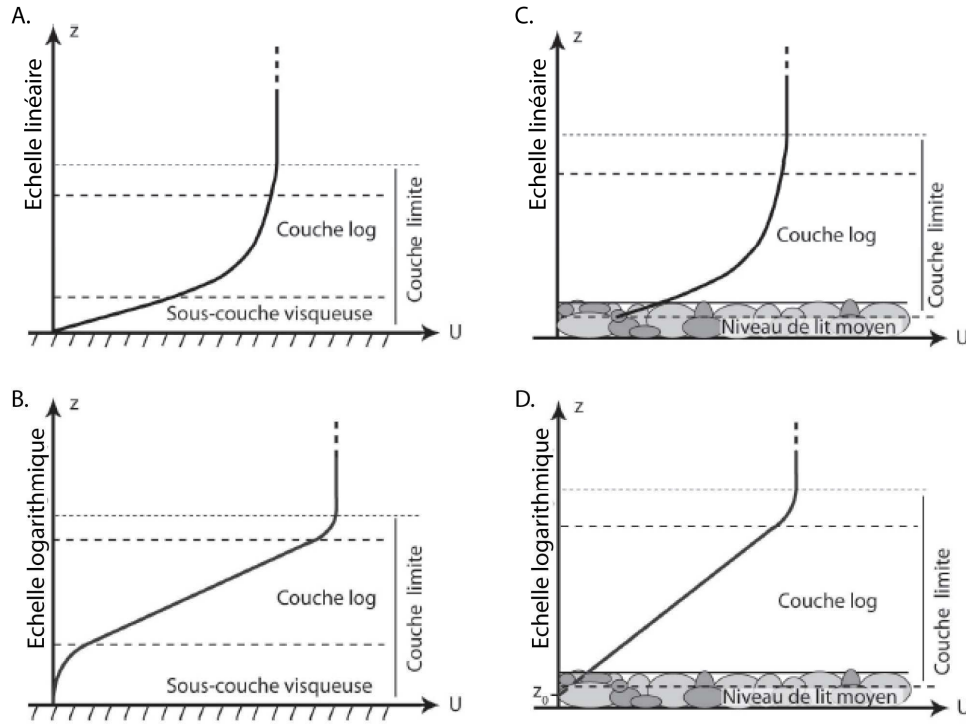 A.
z
Echelle linéaire
Couche log
Couche limite
Sous-couche visqueuse
U
C.
z
Echelle linéaire
Couche log
Couche limite
Niveau de lit moyen
U
B.
z
Echelle logarithmique
Couche log
Couche limite
Sous-couche visqueuse
U
D.
z
Echelle logarithmique
Couche log
Couche limite
z₀
Niveau de lit moyen
U